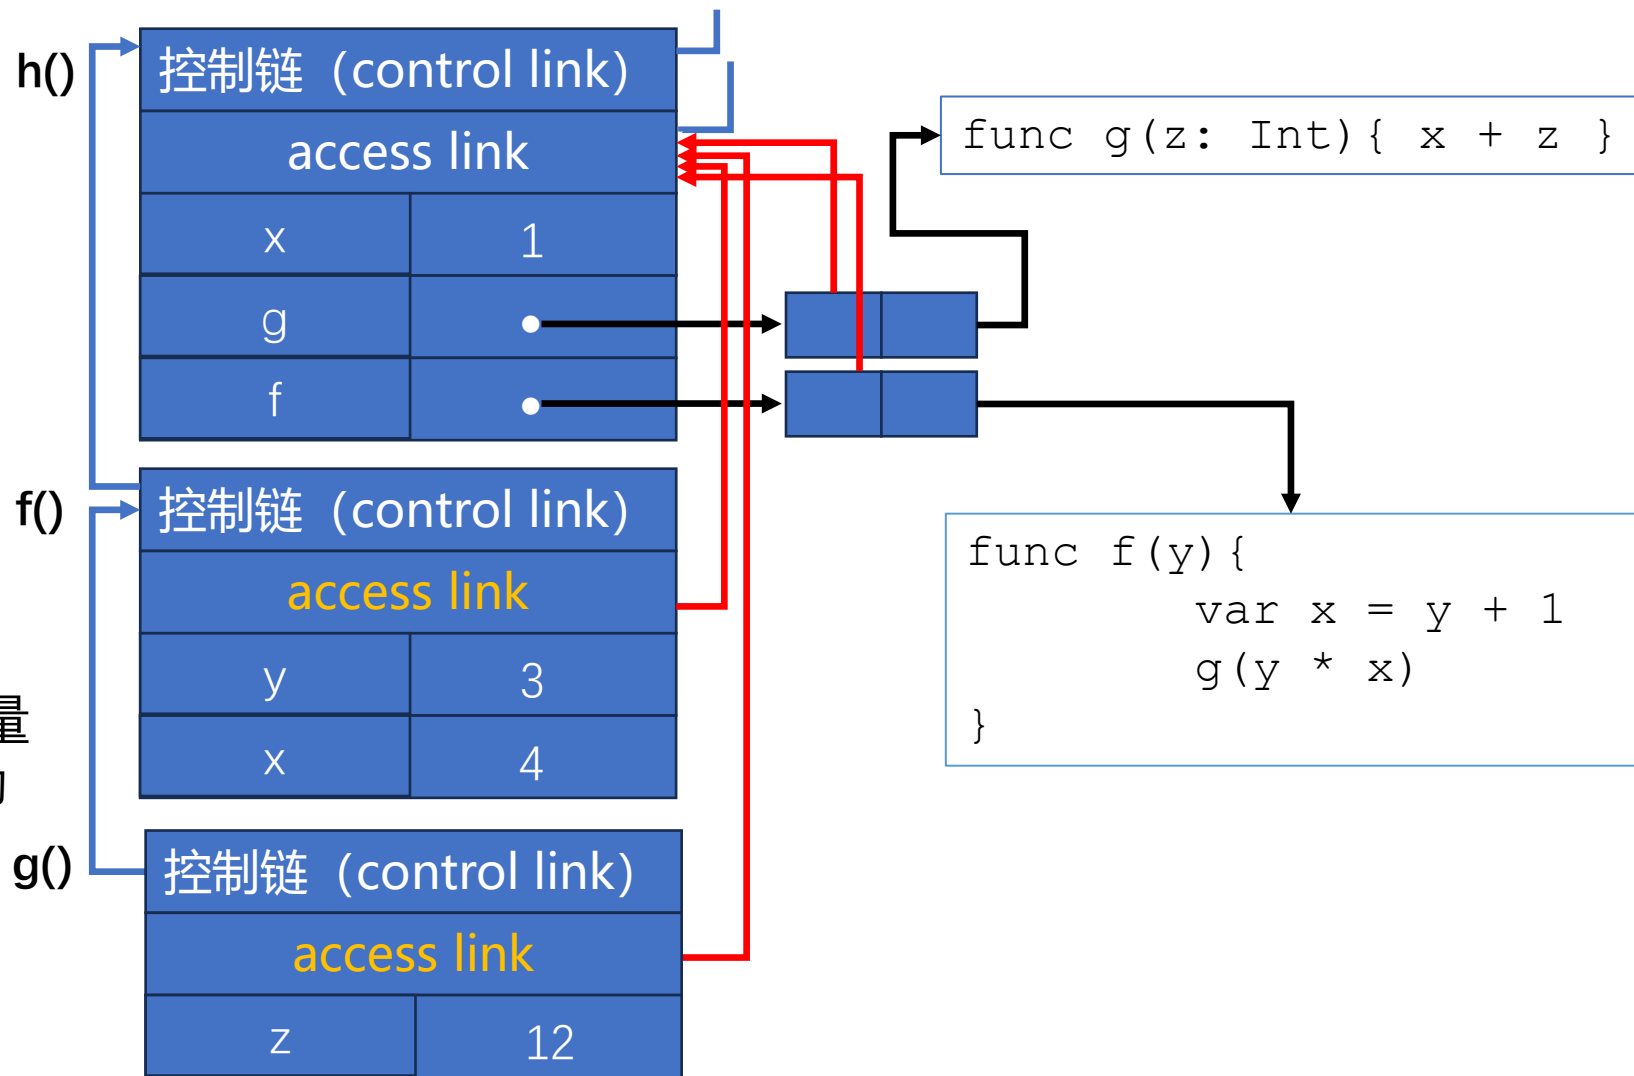 h()
控制链（control link）
access link
x 1
g
f
func g(z: Int){ x + z }
f()
控制链（control link）
access link
y 3
x 4
func f(y){
var x = y + 1
g(y * x)
}
量
g()
控制链（control link）
access link
z 12